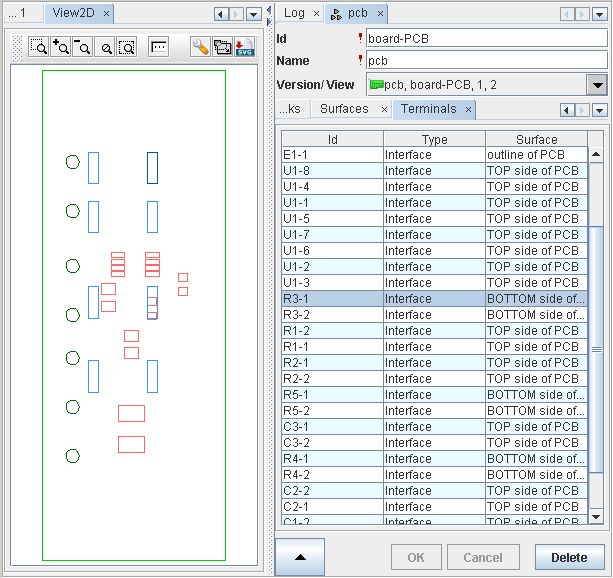 ... 1 View2D
SVG
Log pcb
Id ! board-PCB
Name ! pcb
Version/View pcb, board-PCB, 1, 2
...ks Surfaces Terminals
Id Type Surface
E1-1 Interface outline of PCB
U1-8 Interface TOP side of PCB
U1-4 Interface TOP side of PCB
U1-1 Interface TOP side of PCB
U1-5 Interface TOP side of PCB
U1-7 Interface TOP side of PCB
U1-6 Interface TOP side of PCB
U1-2 Interface TOP side of PCB
U1-3 Interface TOP side of PCB
R3-1 Interface BOTTOM side of...
R3-2 Interface BOTTOM side of...
R1-2 Interface TOP side of PCB
R1-1 Interface TOP side of PCB
R2-1 Interface TOP side of PCB
R2-2 Interface TOP side of PCB
R5-1 Interface BOTTOM side of...
R5-2 Interface BOTTOM side of...
C3-1 Interface TOP side of PCB
C3-2 Interface TOP side of PCB
R4-1 Interface BOTTOM side of...
R4-2 Interface BOTTOM side of...
C2-2 Interface TOP side of PCB
C2-1 Interface TOP side of PCB
C1-2 Interface TOP side of PCB
OK Cancel Delete